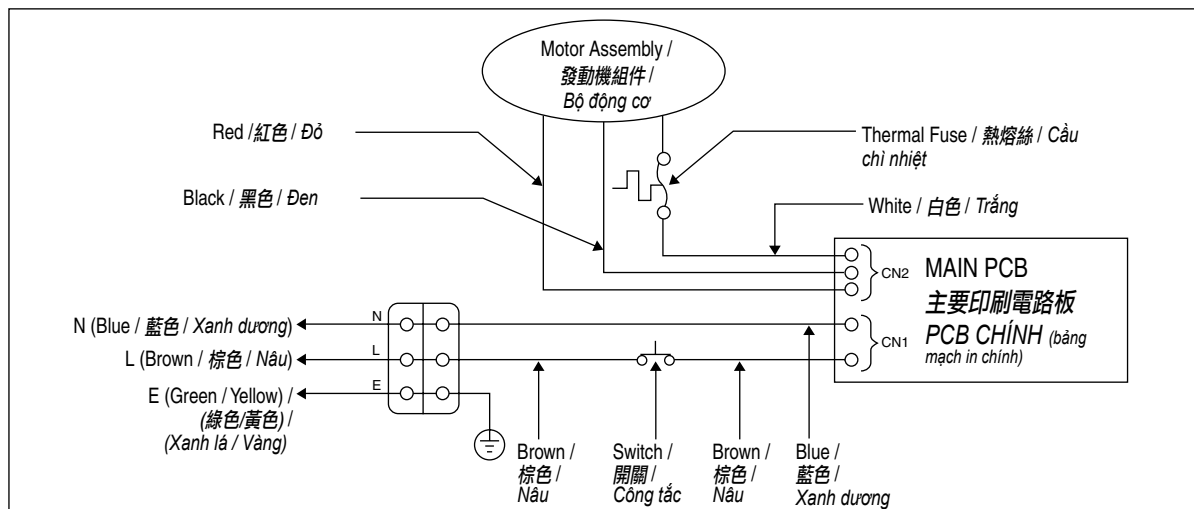 Motor Assembly /
發動機組件 /
Bộ động cơ
Red /紅色 / Đỏ
Thermal Fuse / 熱熔絲 / Cầu
chì nhiệt
Black / 黑色 / Đen
White / 白色 / Trắng
CN2
MAIN PCB
主要印刷電路板
PCB CHÍNH (bảng
mạch in chính)
CN1
N (Blue / 藍色 / Xanh dương)
N
L (Brown / 棕色 / Nâu)
L
E (Green / Yellow) /
(綠色/黃色) /
(Xanh lá / Vàng)
E
Brown /
棕色 /
Nâu
Switch /
開關 /
Công tắc
Brown /
棕色 /
Nâu
Blue /
藍色 /
Xanh dương